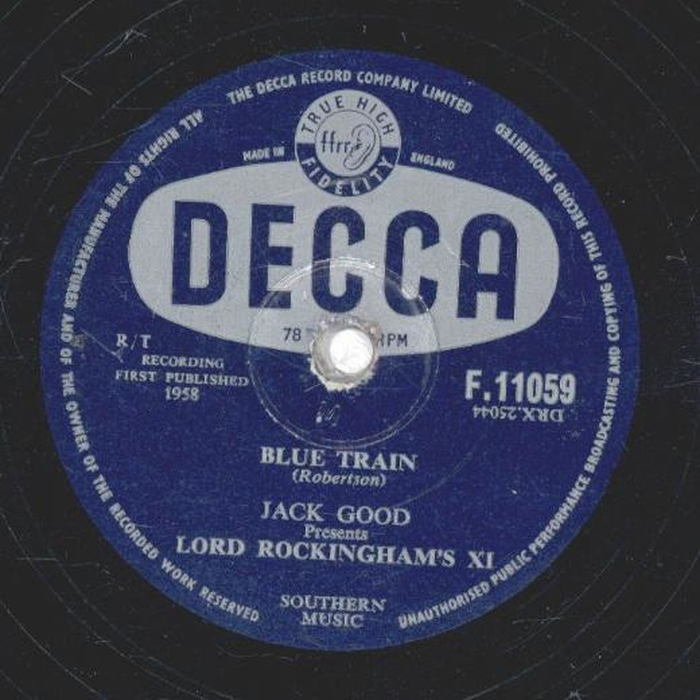 THE DECCA RECORD COMPANY LIMITED
ALL RIGHTS OF THE MANUFACTURER AND OF THE OWNER OF THE RECORDED WORK RESERVED
UNAUTHORISED PUBLIC PERFORMANCE BROADCASTING AND COPYING OF THIS RECORD PROHIBITED
TRUE HIGH
ffrr
FIDELITY
MADE IN ENGLAND
DECCA
78 RPM
R/T
RECORDING
FIRST PUBLISHED
1958
F.11059
DRX.25044
BLUE TRAIN
(Robertson)
JACK GOOD
Presents
LORD ROCKINGHAM'S XI
SOUTHERN
MUSIC